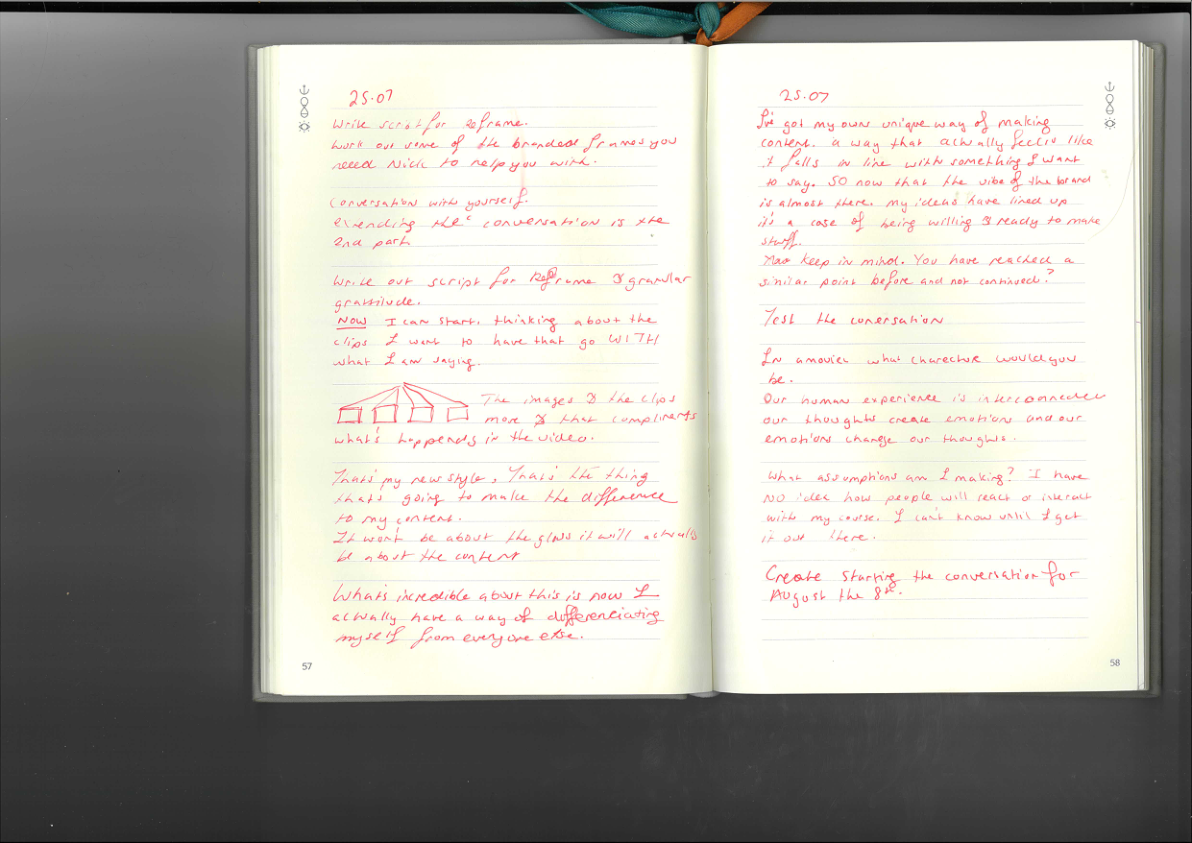 25.07
Write script for Reframe.
Work out some of the branded frames you
need Nick to help you with.
Conversation with yourself.
extending the conversation is the
2nd part
Write out script for Reframe & granular
gratitude.
Now I can start, thinking about the
clips I want to have that go WITH
what I am saying.
The images & the clips
more & that compliments
what's happends in the video.
That's my new style, That's the thing
thats going to make the difference
to my content.
It won't be about the glass it will actually
be about the content
Whats incredible about this is now I
actually have a way of differenciating
myself from everyone else.
57
25.07
I've got my own unique way of making
content. a way that actually feels like
it falls in line with something I want
to say. SO now that the vibe of the brand
is almost there. my ideas have lined up
it's a case of being willing & ready to make
stuff.
keep in mind. You have reached a
similar point before and not continued?
Test the conersation
In a movien what charecture would you
be.
Our human experience is interconnected
our thoughts create emotions and our
emotions change our thoughts.
What assumptions am I making? I have
NO idea how people will react or interact
with my course. I can't know until I get
it out there.
Create starting the conversation for
August the 8th.
58